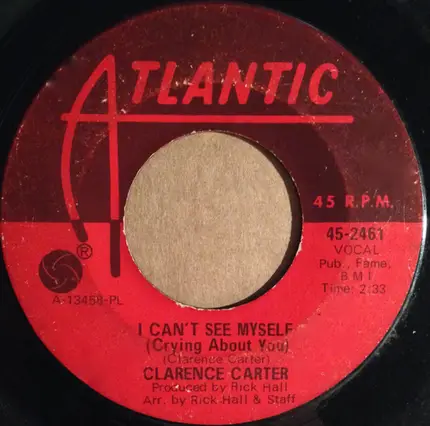 ATLANTIC
45 R.P.M.
45-2461
VOCAL
Pub., Fame,
BMI
Time: 2:33
®
A-13458-PL
I CAN'T SEE MYSELF
(Crying About You)
(Clarence Carter)
CLARENCE CARTER
Produced by Rick Hall
Arr. by Rick Hall & Staff